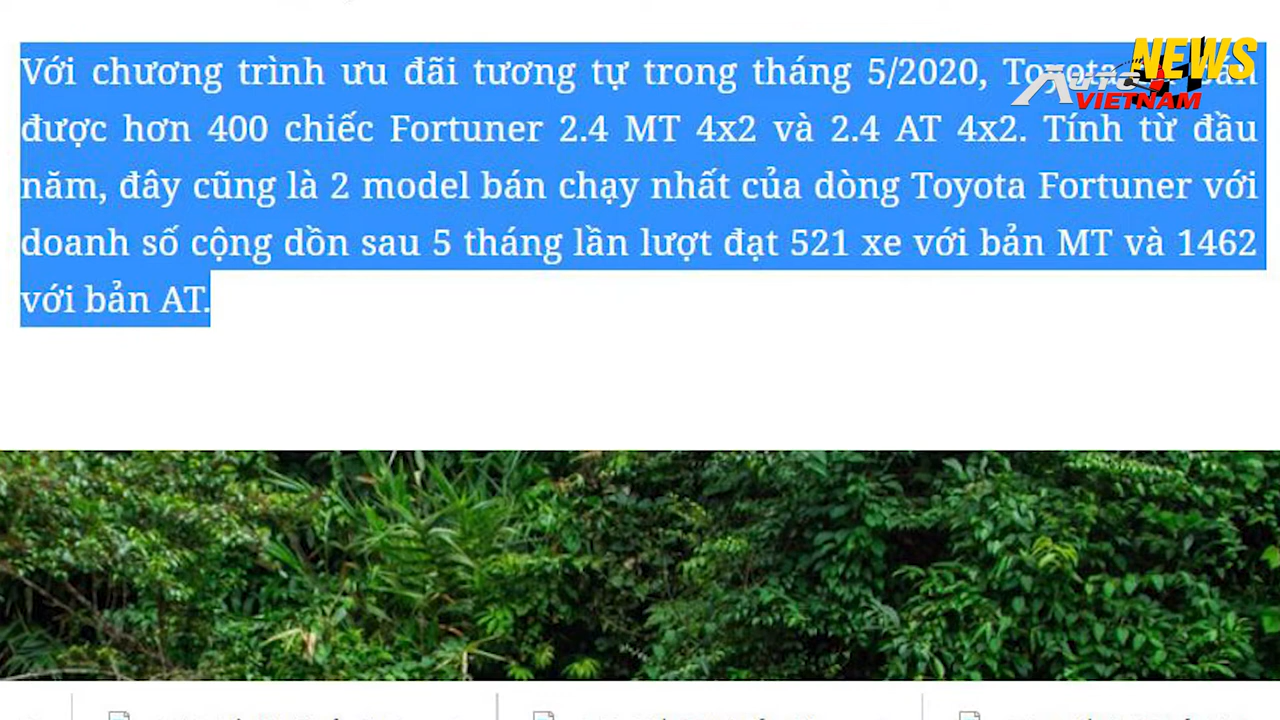 Với chương trình ưu đãi tương tự trong tháng 5/2020, Toyota bán
được hơn 400 chiếc Fortuner 2.4 MT 4x2 và 2.4 AT 4x2. Tính từ đầu
năm, đây cũng là 2 model bán chạy nhất của dòng Toyota Fortuner với
doanh số cộng dồn sau 5 tháng lần lượt đạt 521 xe với bản MT và 1462
với bản AT.
NEWS
AUTO
VIETNAM